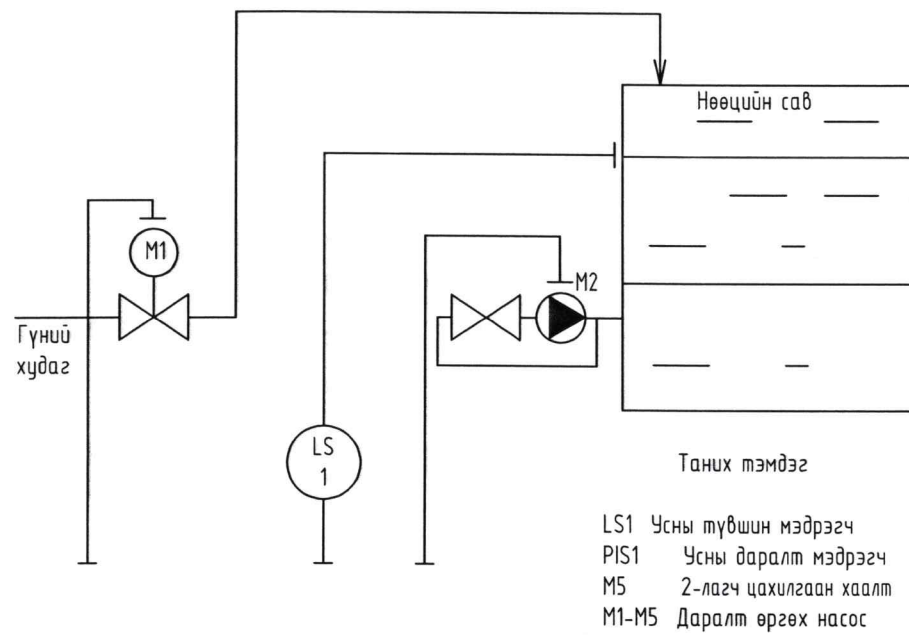 Нөөцийн сав
M1
M2
Гүний
худаг
LS
1
Таних тэмдэг
LS1 Усны түвшин мэдрэгч
PIS1 Усны даралт мэдрэгч
M5 2-лагч цахилгаан хаалт
M1-M5 Даралт өргөх насос